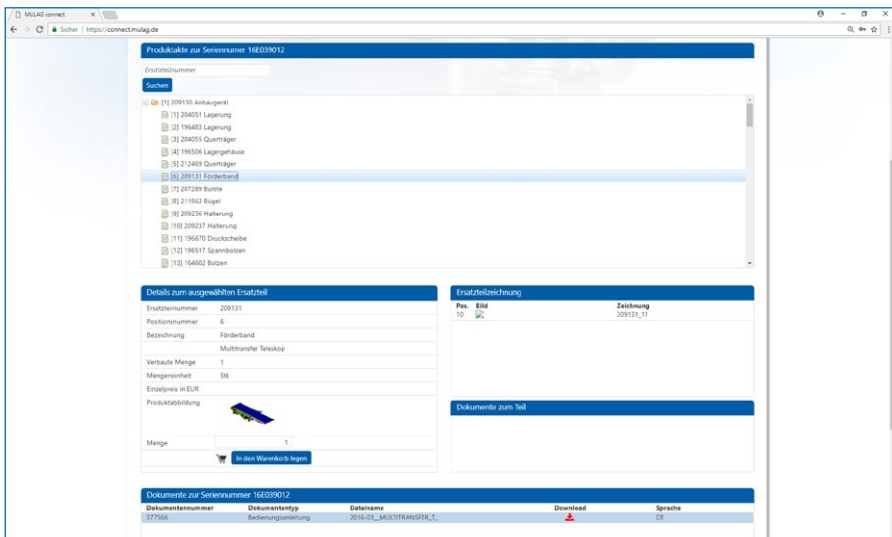 MULAG connect
Sicher | https://connect.mulag.de
Produktakte zur Seriennumer 16E039012
Ersatzteilnummer
Suchen
[1] 209130 Anbaugerät
[1] 204051 Lagerung
[2] 196483 Lagerung
[3] 204055 Querträger
[4] 196506 Lagergehäuse
[5] 212469 Querträger
[6] 209131 Förderband
[7] 207289 Bürste
[8] 211863 Bügel
[9] 209236 Halterung
[10] 209237 Halterung
[11] 196670 Druckscheibe
[12] 196517 Spannbolzen
[13] 164602 Bolzen
Details zum ausgewählten Ersatzteil
Ersatzteilnummer 209131
Positionsnummer 6
Bezeichnung Förderband
Multitransfer Teleskop
Verbaute Menge 1
Mengeneinheit Stk
Einzelpreis in EUR
Produktabbildung
Menge 1
In den Warenkorb legen
Ersatzteilzeichnung
Pos. Bild Zeichnung
10 209131_11
Dokumente zum Teil
Dokumente zur Seriennummer 16E039012
Dokumentennummer Dokumententyp Dateiname Download Sprache
377566 Bedienungsanleitung 2016-03__MULTITRANSFER_T_ DE